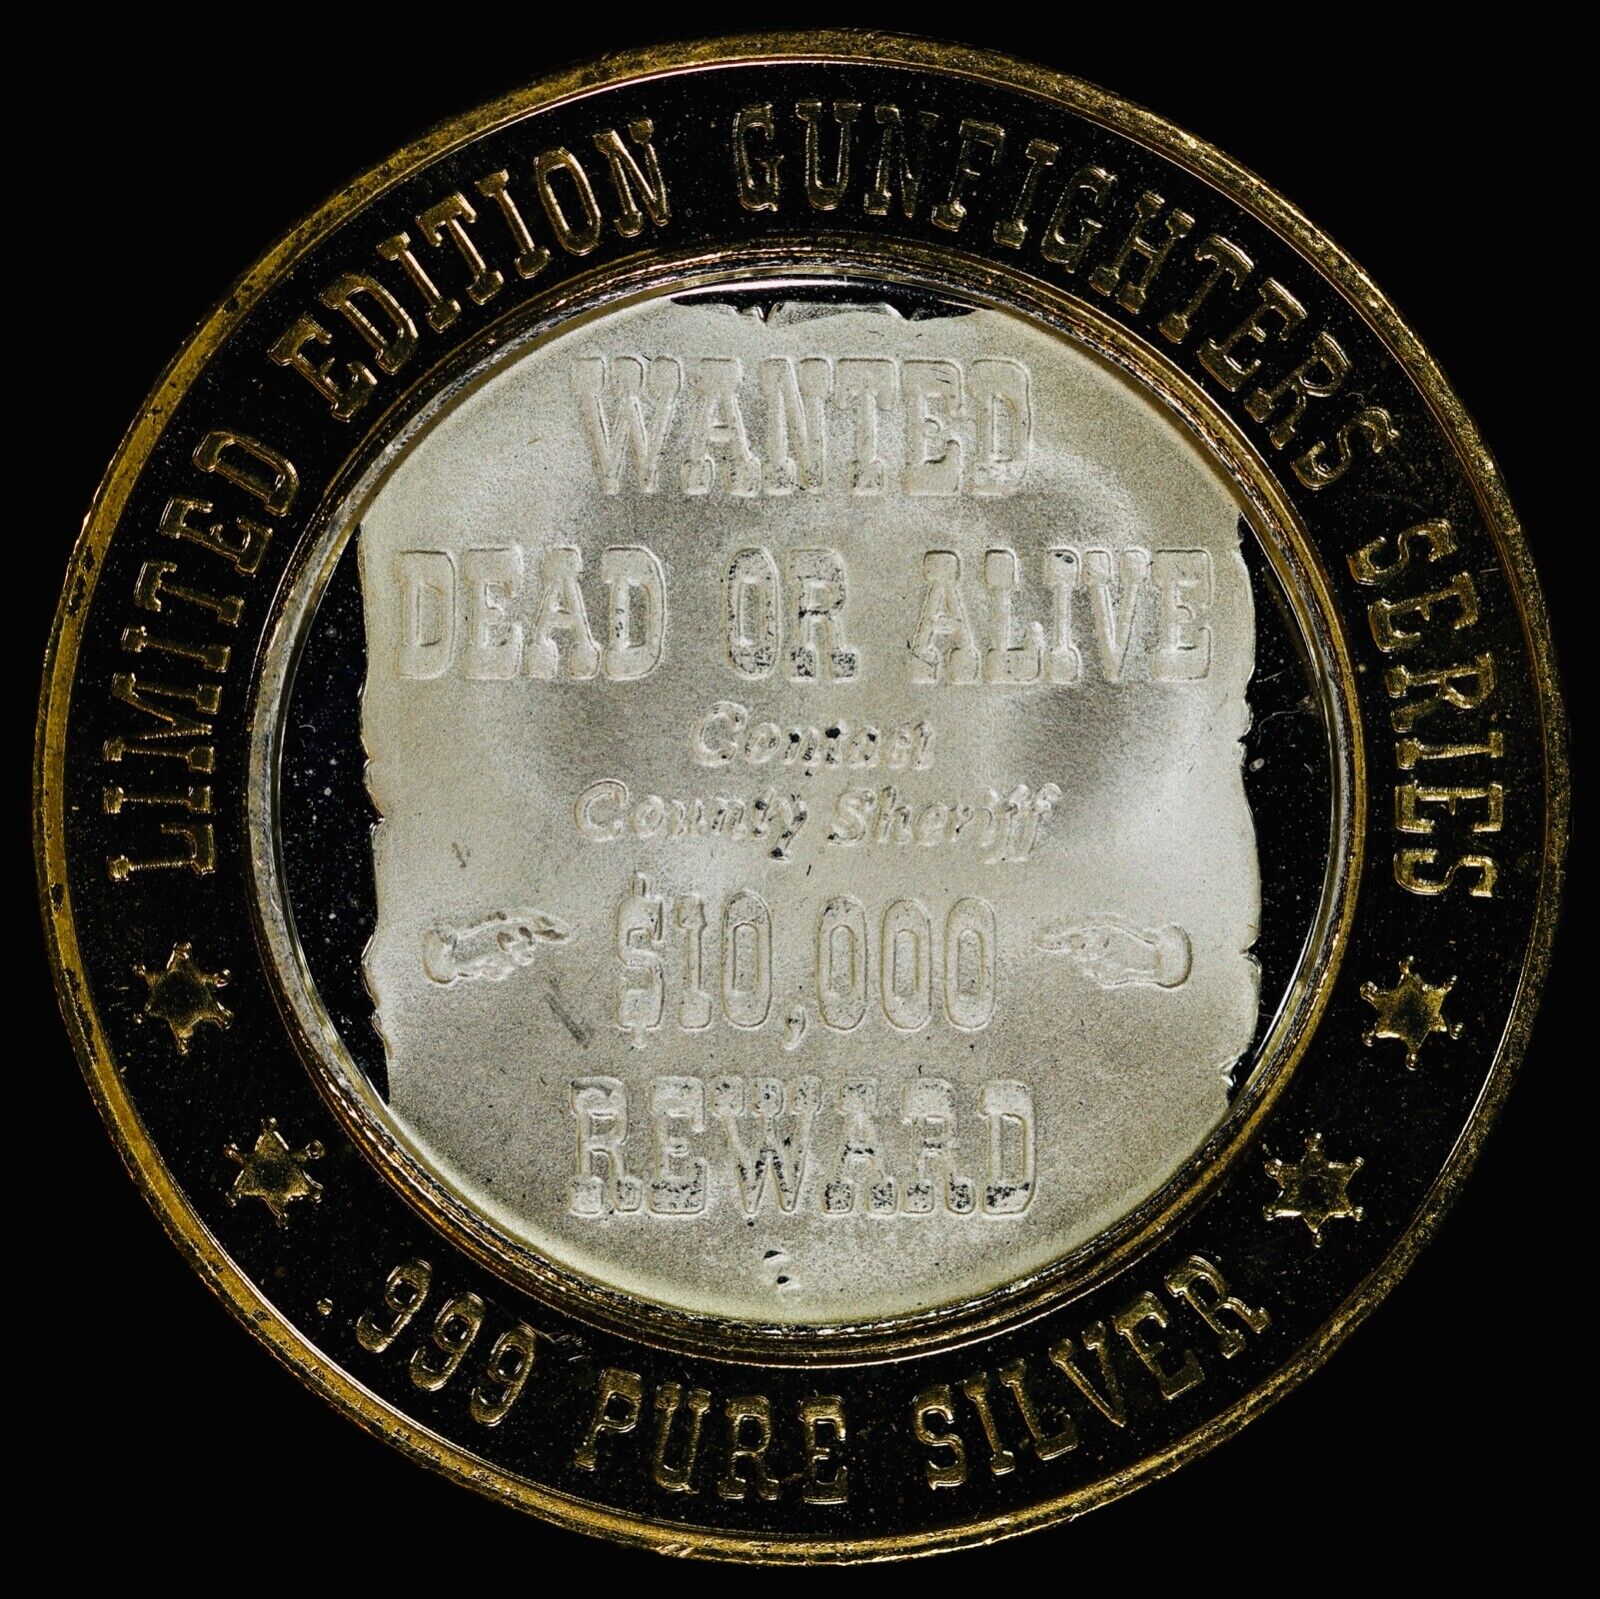 LIMITED EDITION GUNFIGHTERS SERIES
WANTED
DEAD OR ALIVE
Contact
County Sheriff
$10,000
REWARD
.999 PURE SILVER